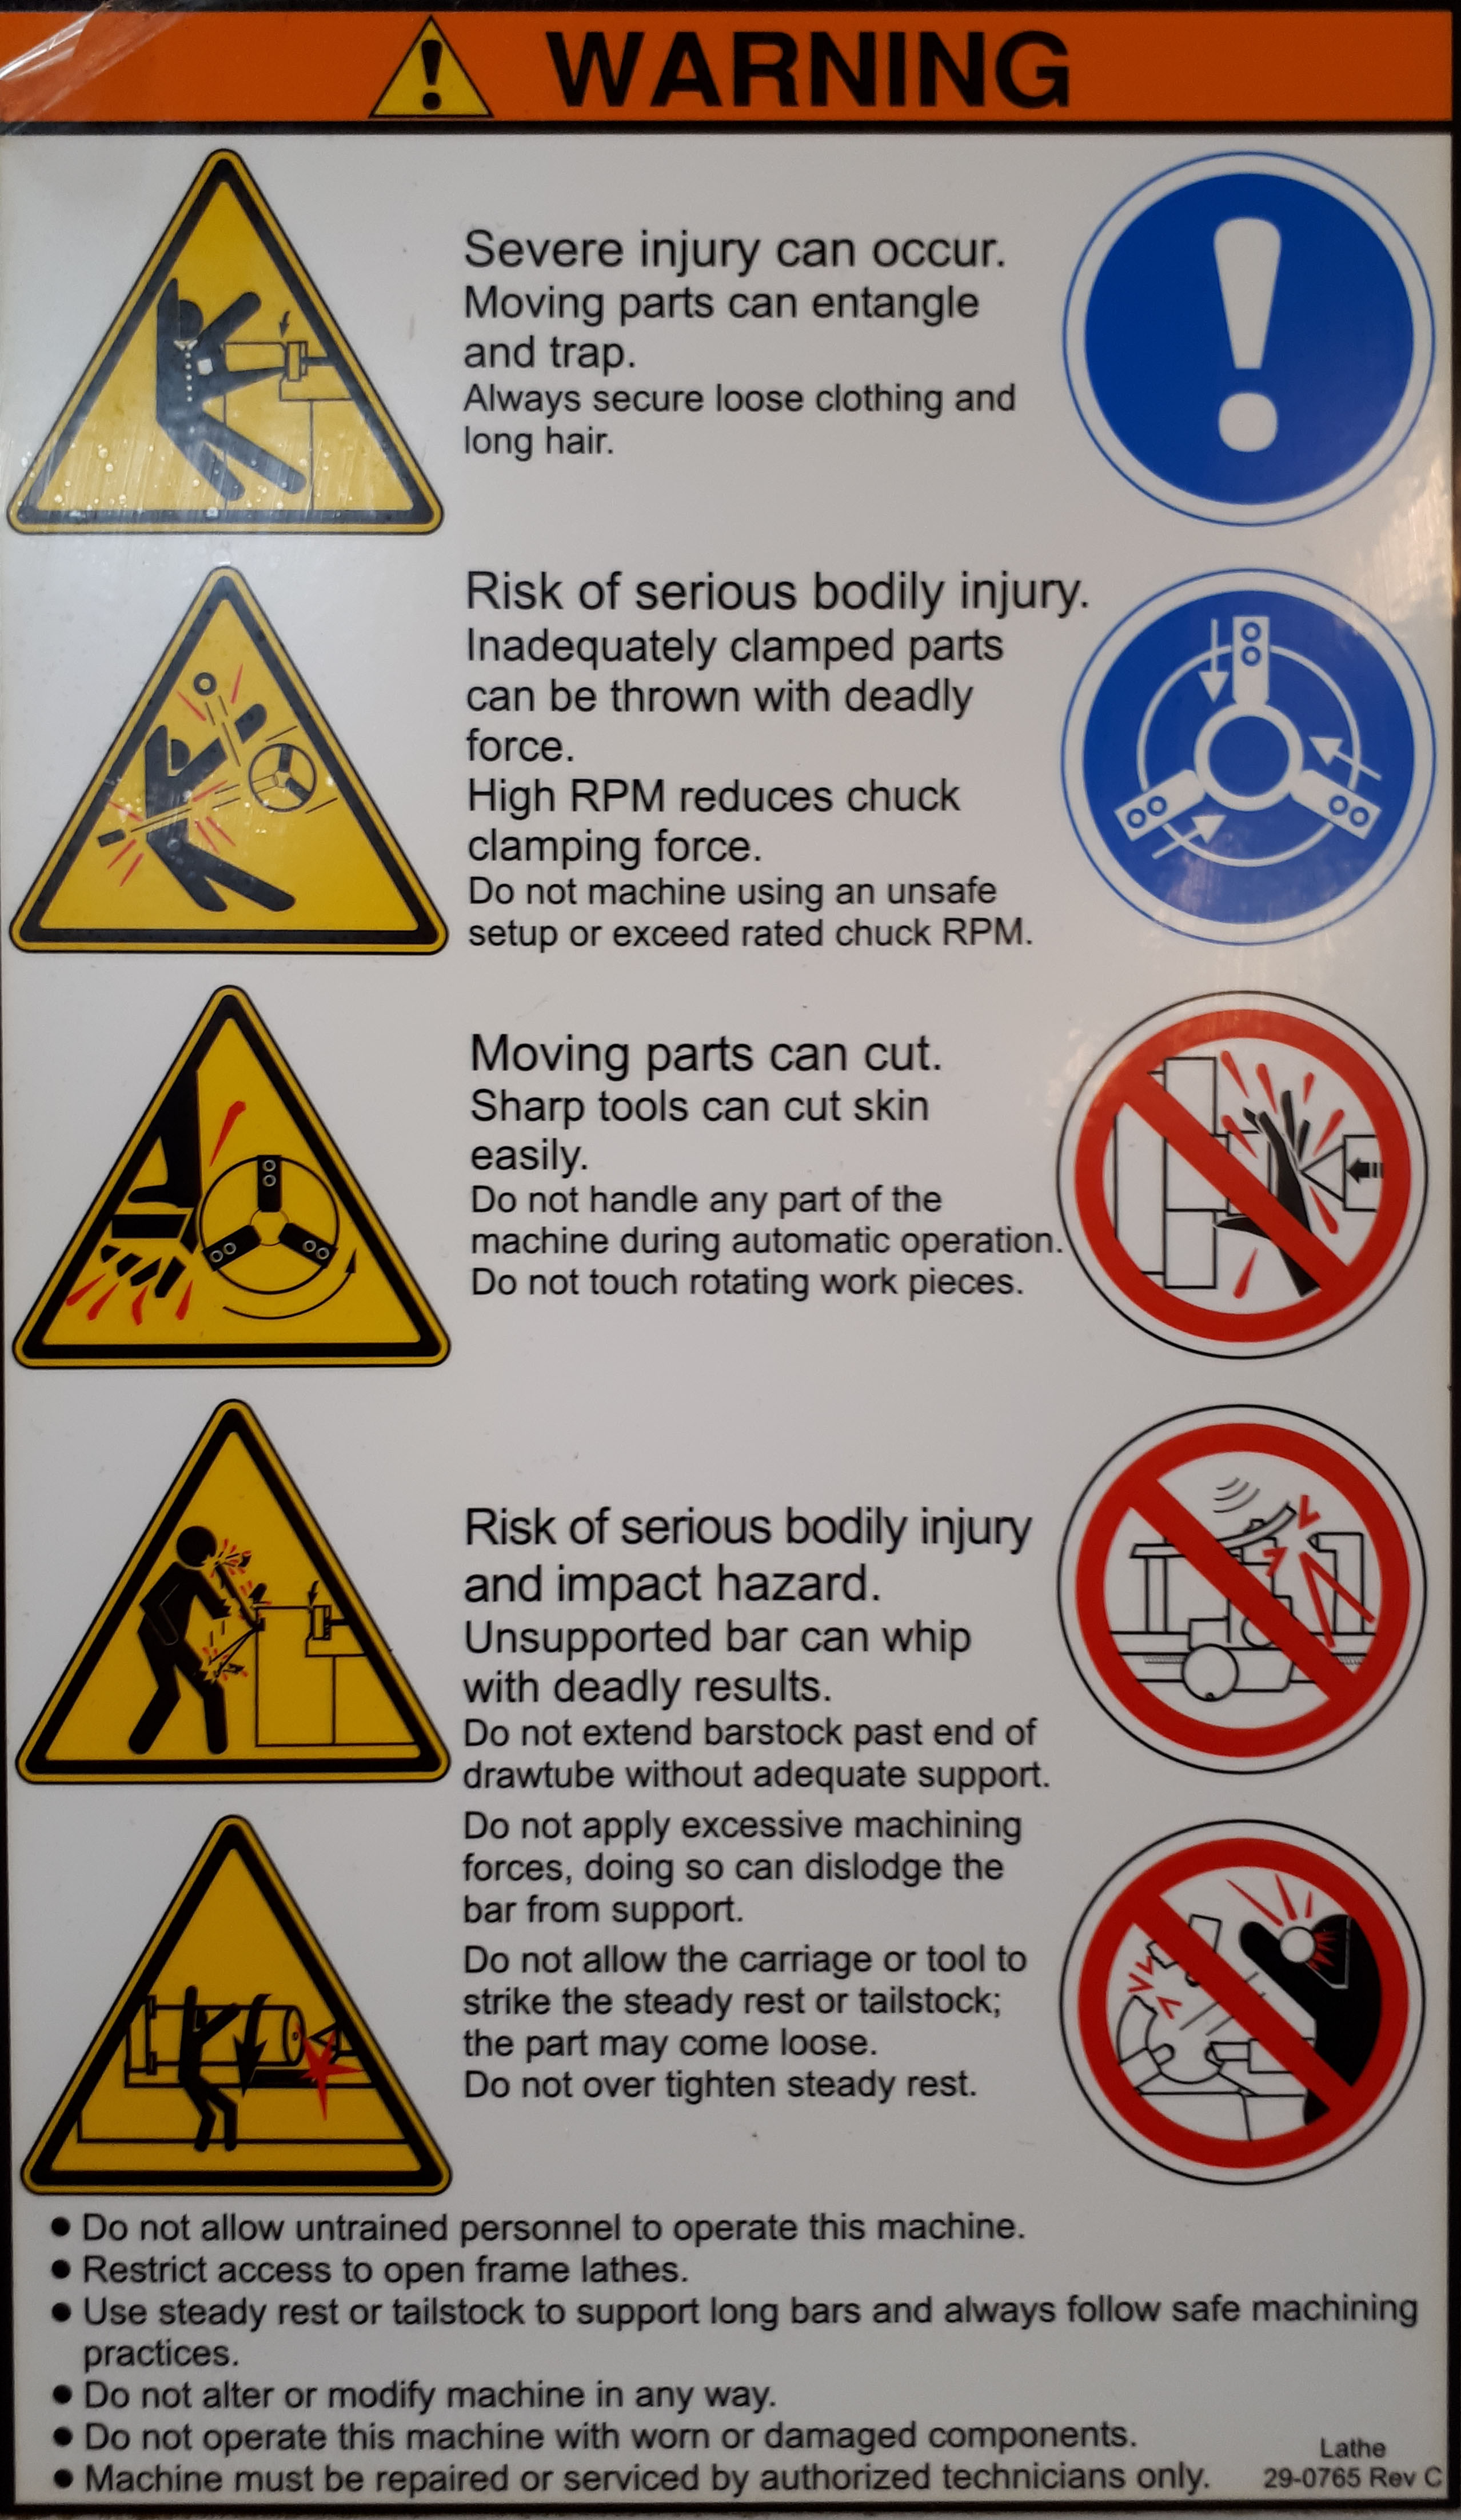 WARNING
Severe injury can occur.
Moving parts can entangle
and trap.
Always secure loose clothing and
long hair.
Risk of serious bodily injury.
Inadequately clamped parts
can be thrown with deadly
force.
High RPM reduces chuck
clamping force.
Do not machine using an unsafe
setup or exceed rated chuck RPM.
Moving parts can cut.
Sharp tools can cut skin
easily.
Do not handle any part of the
machine during automatic operation.
Do not touch rotating work pieces.
Risk of serious bodily injury
and impact hazard.
Unsupported bar can whip
with deadly results.
Do not extend barstock past end of
drawtube without adequate support.
Do not apply excessive machining
forces, doing so can dislodge the
bar from support.
Do not allow the carriage or tool to
strike the steady rest or tailstock;
the part may come loose.
Do not over tighten steady rest.
● Do not allow untrained personnel to operate this machine.
● Restrict access to open frame lathes.
● Use steady rest or tailstock to support long bars and always follow safe machining
practices.
● Do not alter or modify machine in any way.
● Do not operate this machine with worn or damaged components.
● Machine must be repaired or serviced by authorized technicians only.
Lathe
29-0765 Rev C